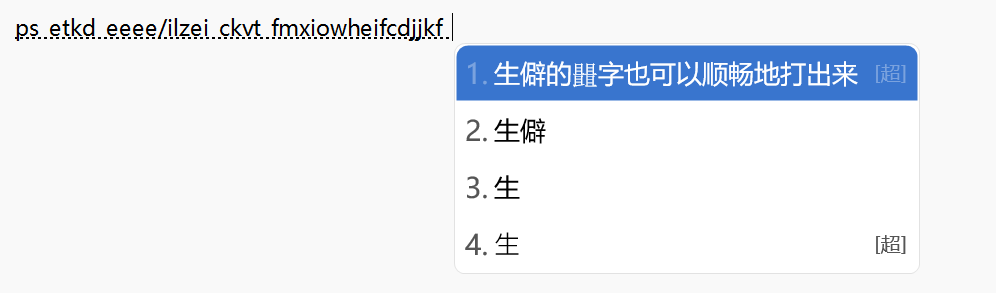 ps etkd eeee/ilzei ckvt fmxiowheifcdjjkf
1. 生僻的字也可以顺畅地打出来 [超]
2. 生僻
3. 生
4. 生 [超]